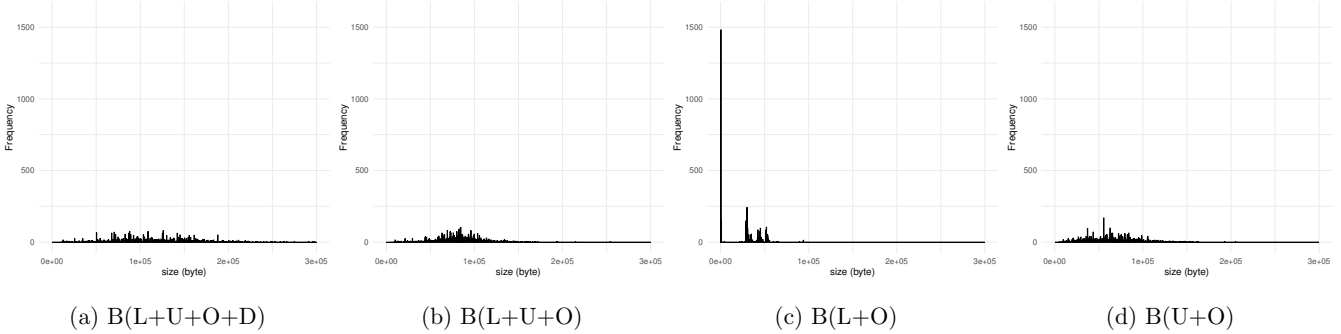 1500
1000
500
0
Frequency
0e+00 1e+05 2e+05 3e+05
size (byte)
(a) B(L+U+O+D)
1500
1000
500
0
Frequency
0e+00 1e+05 2e+05 3e+05
size (byte)
(b) B(L+U+O)
1500
1000
500
0
Frequency
0e+00 1e+05 2e+05 3e+05
size (byte)
(c) B(L+O)
1500
1000
500
0
Frequency
0e+00 1e+05 2e+05 3e+05
size (byte)
(d) B(U+O)